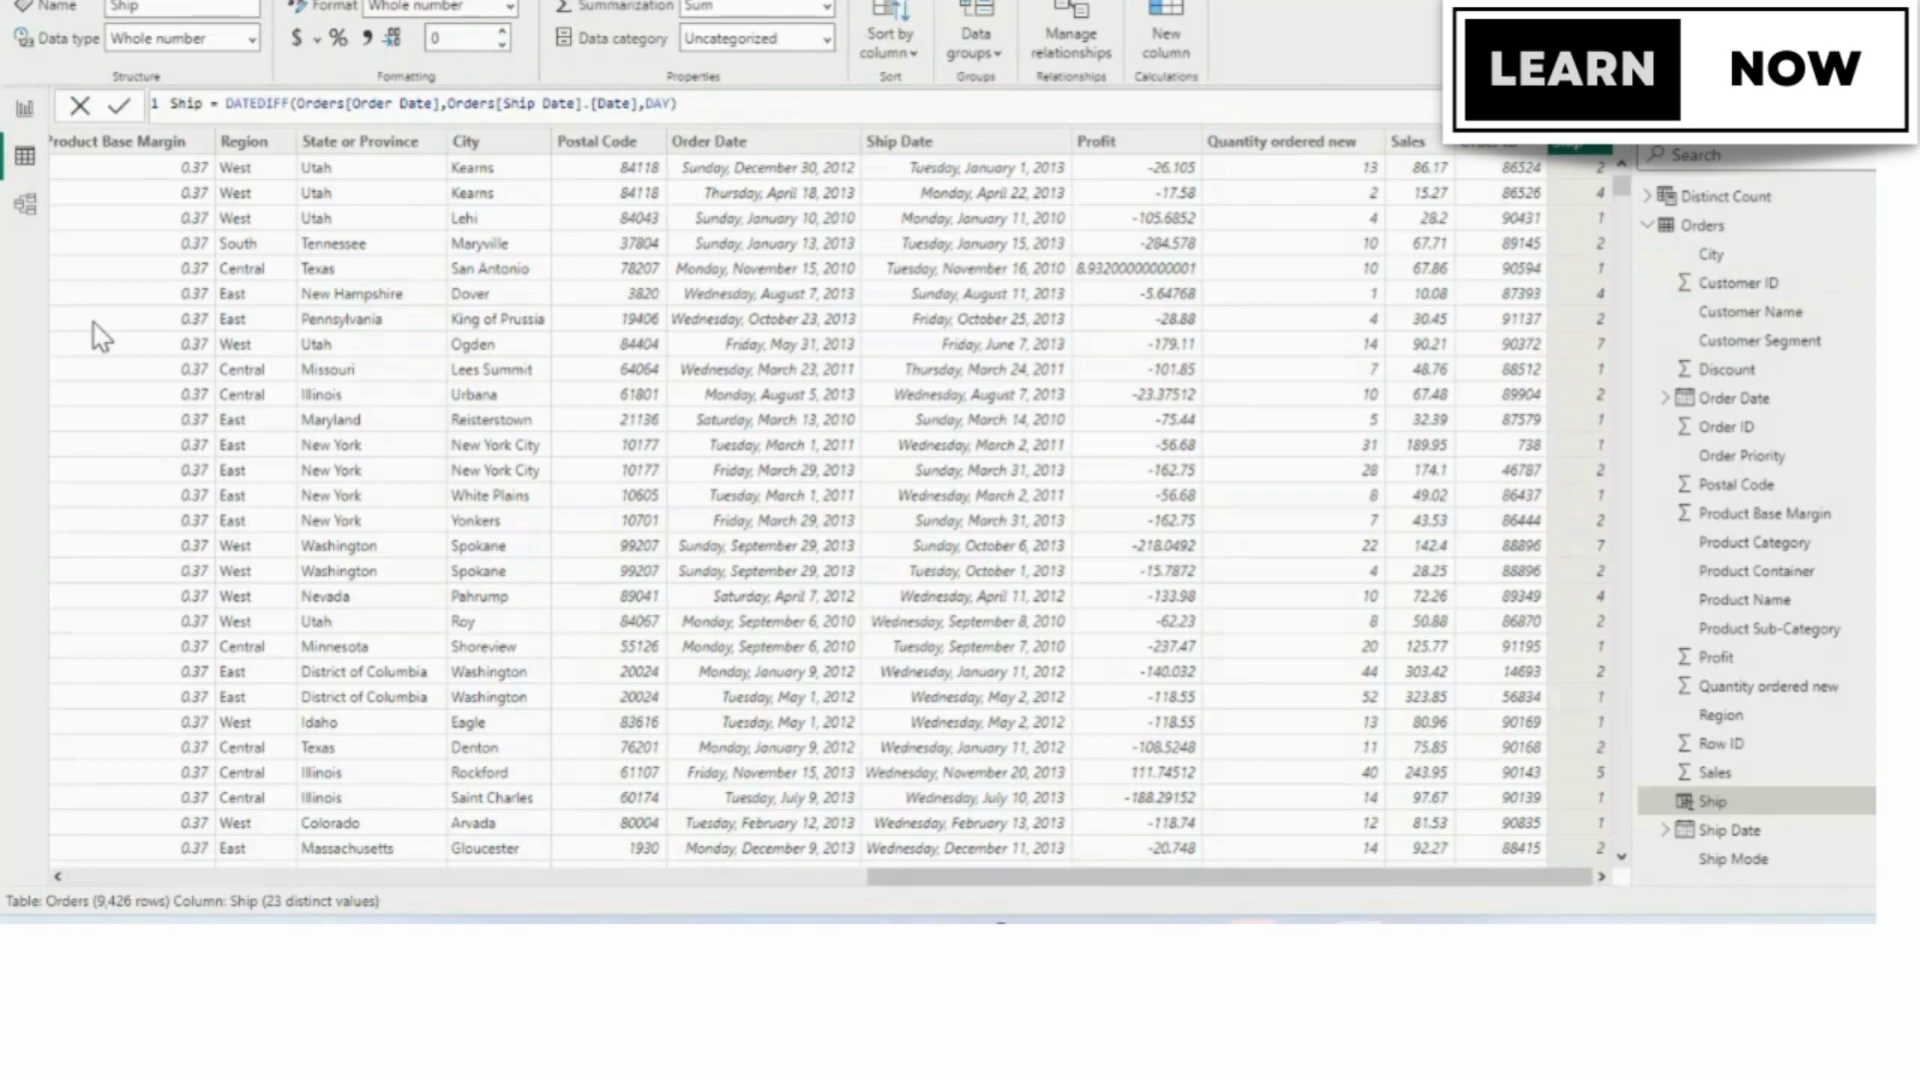 Name Ship Format Whole number Summarization Sum
Data type Whole number $ % 0 Data category Uncategorized
Sort by column Data groups Manage relationships New column
Structure Formatting Properties Sort Groups Relationships Calculations
LEARN NOW
1 Ship = DATEDIFF(Orders[Order Date],Orders[Ship Date].[Date],DAY)
Product Base Margin Region State or Province City Postal Code Order Date Ship Date Profit Quantity ordered new Sales
0.37 West Utah Kearns 84118 Sunday, December 30, 2012 Tuesday, January 1, 2013 -26.105 13 86.17 86524 2
0.37 West Utah Kearns 84118 Thursday, April 18, 2013 Monday, April 22, 2013 -17.58 2 15.27 86526 4
0.37 West Utah Lehi 84043 Sunday, January 10, 2010 Monday, January 11, 2010 -105.6852 4 28.2 90431 1
0.37 South Tennessee Maryville 37804 Sunday, January 13, 2013 Tuesday, January 15, 2013 -284.578 10 67.71 89145 2
0.37 Central Texas San Antonio 78207 Monday, November 15, 2010 Tuesday, November 16, 2010 8.93200000000001 10 67.86 90594 1
0.37 East New Hampshire Dover 3820 Wednesday, August 7, 2013 Sunday, August 11, 2013 -5.64768 1 10.08 87393 4
0.37 East Pennsylvania King of Prussia 19406 Wednesday, October 23, 2013 Friday, October 25, 2013 -28.88 4 30.45 91137 2
0.37 West Utah Ogden 84404 Friday, May 31, 2013 Friday, June 7, 2013 -179.11 14 90.21 90372 7
0.37 Central Missouri Lees Summit 64064 Wednesday, March 23, 2011 Thursday, March 24, 2011 -101.85 7 48.76 88512 1
0.37 Central Illinois Urbana 61801 Monday, August 5, 2013 Wednesday, August 7, 2013 -23.37512 10 67.48 89904 2
0.37 East Maryland Reisterstown 21136 Saturday, March 13, 2010 Sunday, March 14, 2010 -75.44 5 32.39 87579 1
0.37 East New York New York City 10177 Tuesday, March 1, 2011 Wednesday, March 2, 2011 -56.68 31 189.95 738 1
0.37 East New York New York City 10177 Friday, March 29, 2013 Sunday, March 31, 2013 -162.75 28 174.1 46787 2
0.37 East New York White Plains 10605 Tuesday, March 1, 2011 Wednesday, March 2, 2011 -56.68 8 49.02 86437 1
0.37 East New York Yonkers 10701 Friday, March 29, 2013 Sunday, March 31, 2013 -162.75 7 43.53 86444 2
0.37 West Washington Spokane 99207 Sunday, September 29, 2013 Sunday, October 6, 2013 -218.0492 22 142.4 88896 7
0.37 West Washington Spokane 99207 Sunday, September 29, 2013 Tuesday, October 1, 2013 -15.7872 4 28.25 88896 2
0.37 West Nevada Pahrump 89041 Saturday, April 7, 2012 Wednesday, April 11, 2012 -133.98 10 72.26 89349 4
0.37 West Utah Roy 84067 Monday, September 6, 2010 Wednesday, September 8, 2010 -62.23 8 50.88 86870 2
0.37 Central Minnesota Shoreview 55126 Monday, September 6, 2010 Tuesday, September 7, 2010 -237.47 20 125.77 91195 1
0.37 East District of Columbia Washington 20024 Monday, January 9, 2012 Wednesday, January 11, 2012 -140.032 44 303.42 14693 2
0.37 East District of Columbia Washington 20024 Tuesday, May 1, 2012 Wednesday, May 2, 2012 -118.55 52 323.85 56834 1
0.37 West Idaho Eagle 83616 Tuesday, May 1, 2012 Wednesday, May 2, 2012 -118.55 13 80.96 90169 1
0.37 Central Texas Denton 76201 Monday, January 9, 2012 Wednesday, January 11, 2012 -108.5248 11 75.85 90168 2
0.37 Central Illinois Rockford 61107 Friday, November 15, 2013 Wednesday, November 20, 2013 111.74512 40 243.95 90143 5
0.37 Central Illinois Saint Charles 60174 Tuesday, July 9, 2013 Wednesday, July 10, 2013 -188.29152 14 97.67 90139 1
0.37 West Colorado Arvada 80004 Tuesday, February 12, 2013 Wednesday, February 13, 2013 -118.74 12 81.53 90835 1
0.37 East Massachusetts Gloucester 1930 Monday, December 9, 2013 Wednesday, December 11, 2013 -20.748 14 92.27 88415 2
Search
Distinct Count
Orders
City
Customer ID
Customer Name
Customer Segment
Discount
Order Date
Order ID
Order Priority
Postal Code
Product Base Margin
Product Category
Product Container
Product Name
Product Sub-Category
Profit
Quantity ordered new
Region
Row ID
Sales
Ship
Ship Date
Ship Mode
Table: Orders (9,426 rows) Column: Ship (23 distinct values)